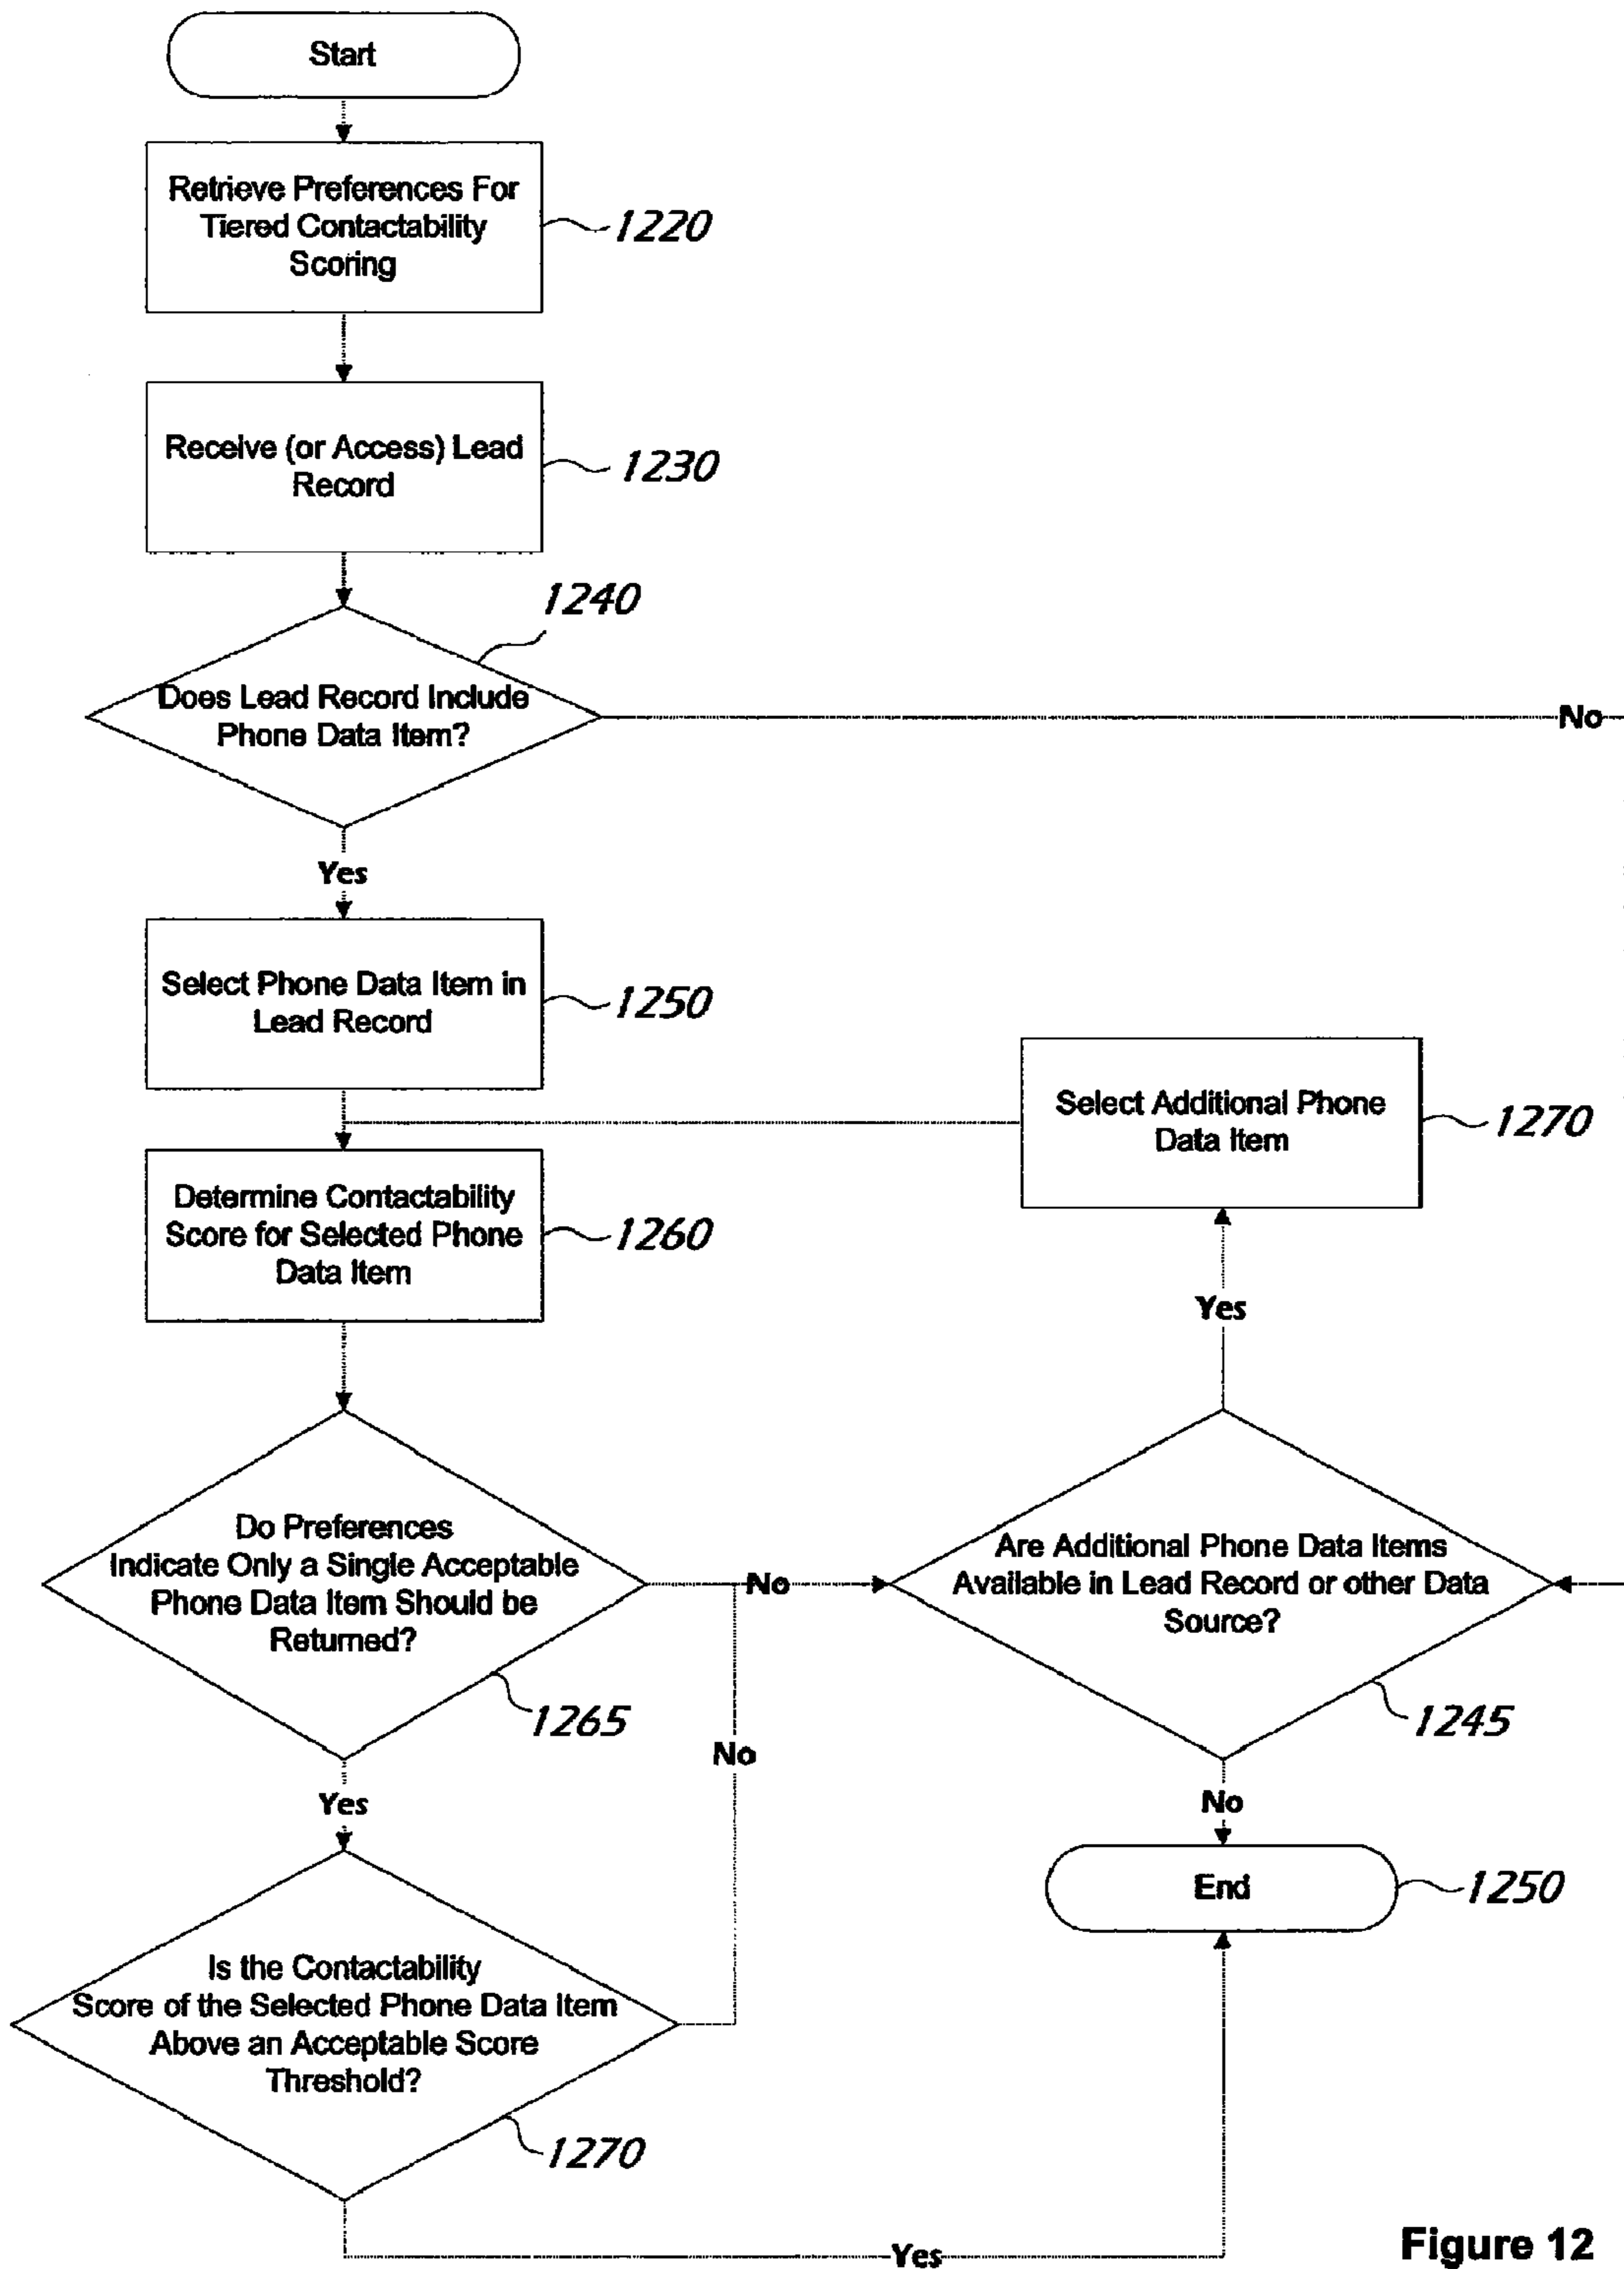 Start
Retrieve Preferences For
Tiered Contactability
Scoring
1220
Receive (or Access) Lead
Record
1230
1240
Does Lead Record Include
Phone Data Item?
No
Yes
Select Phone Data Item in
Lead Record
1250
Select Additional Phone
Data Item
1270
Determine Contactability
Score for Selected Phone
Data Item
1260
Yes
Do Preferences
Indicate Only a Single Acceptable
Phone Data Item Should be
Returned?
No
Are Additional Phone Data Items
Available in Lead Record or other Data
Source?
1265
1245
No
Yes
No
End
1250
Is the Contactability
Score of the Selected Phone Data Item
Above an Acceptable Score
Threshold?
1270
Yes
Figure 12